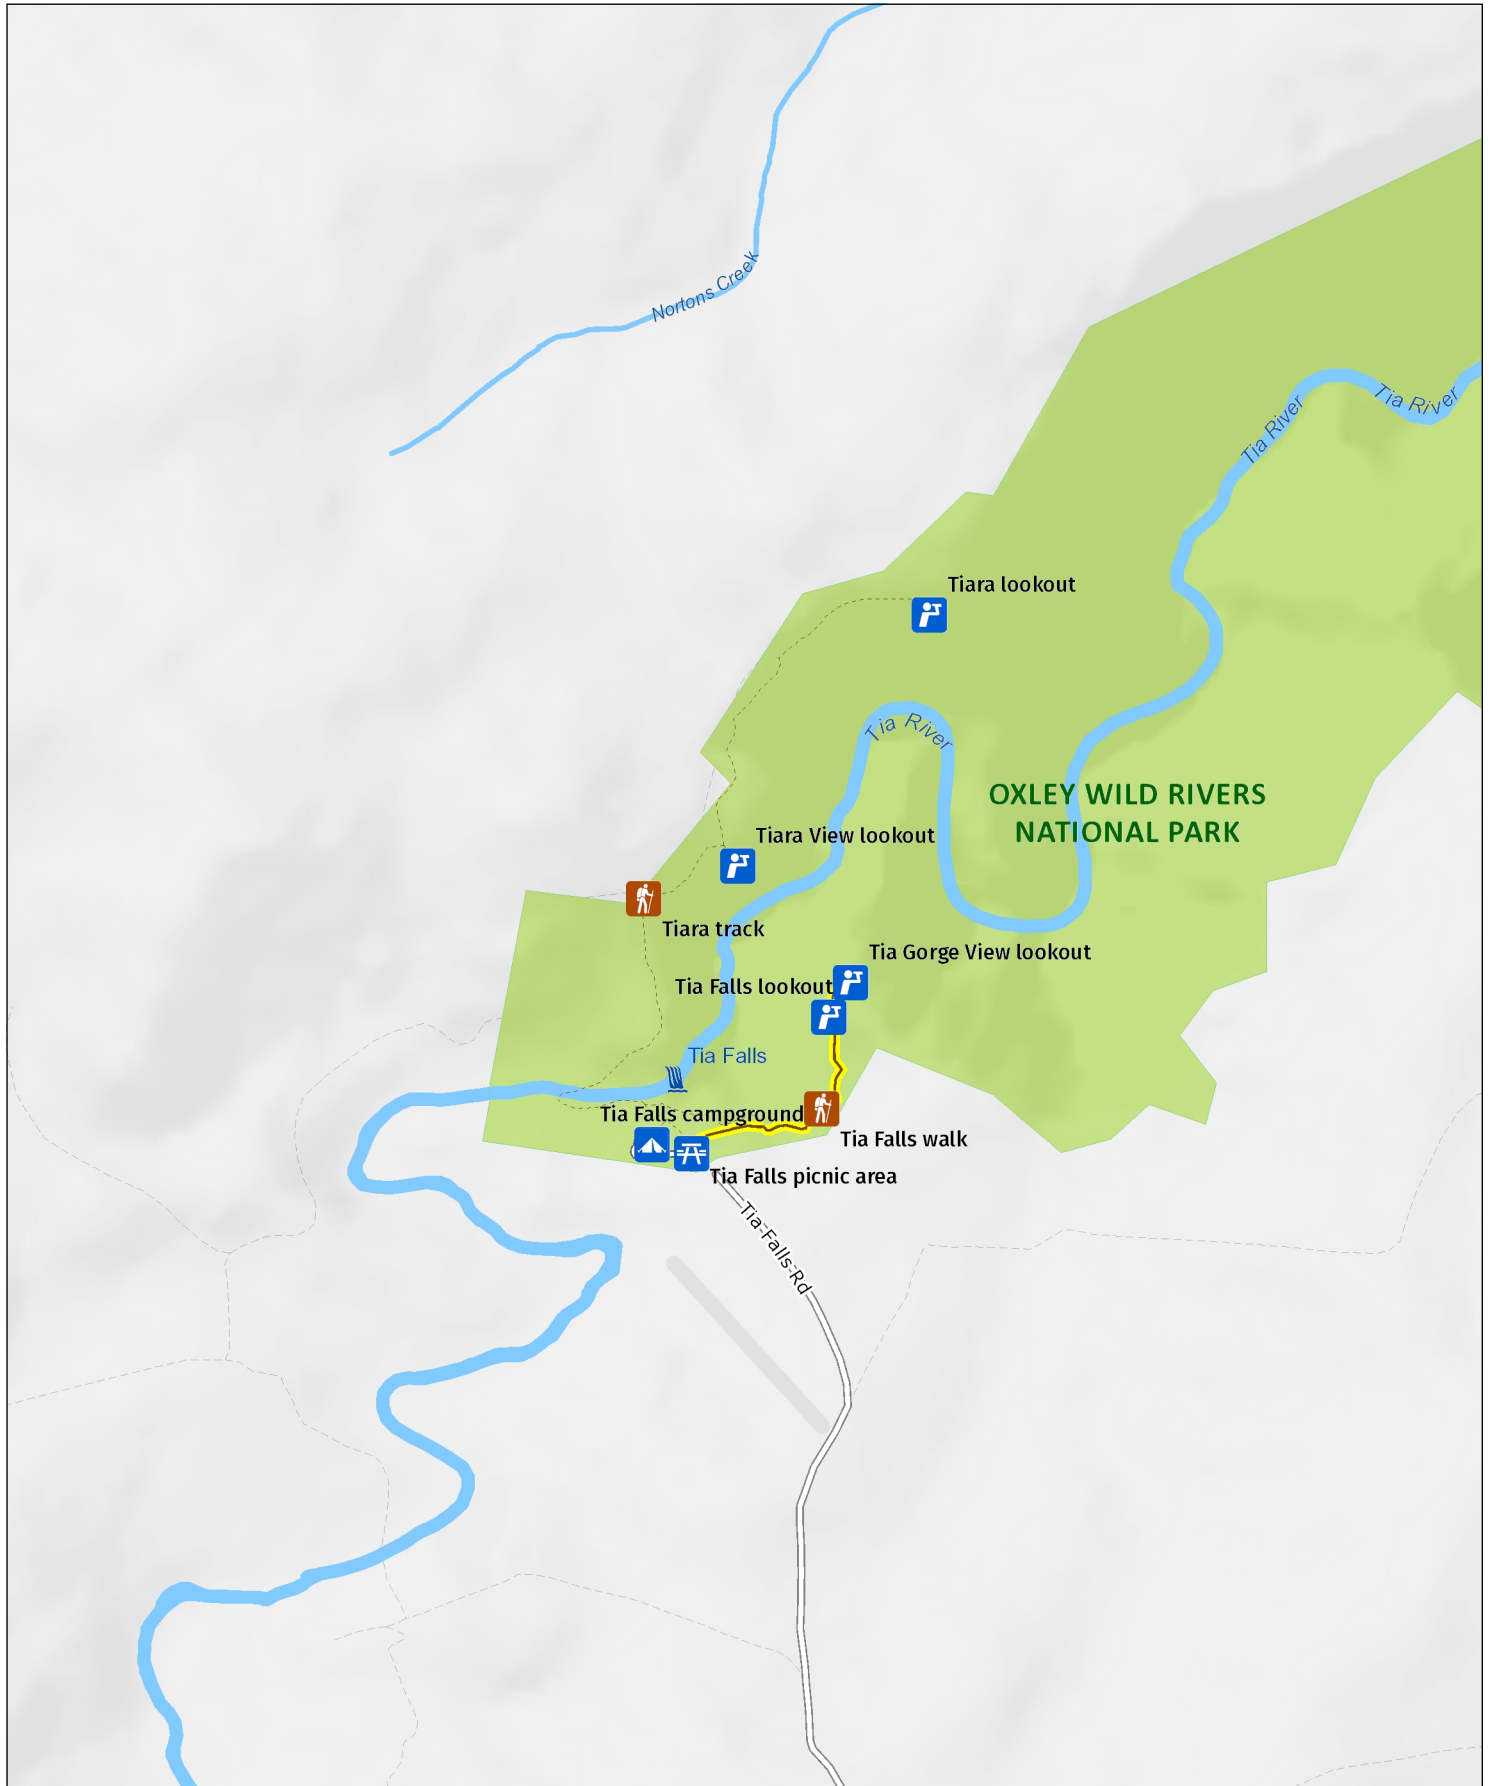 Nortons Creek
Tia River
Tia River
Tiara lookout
Tia River
OXLEY WILD RIVERS
NATIONAL PARK
Tiara View lookout
Tiara track
Tia Gorge View lookout
Tia Falls lookout
Tia Falls
Tia Falls campground
Tia Falls walk
Tia Falls picnic area
Tia-Falls-Rd